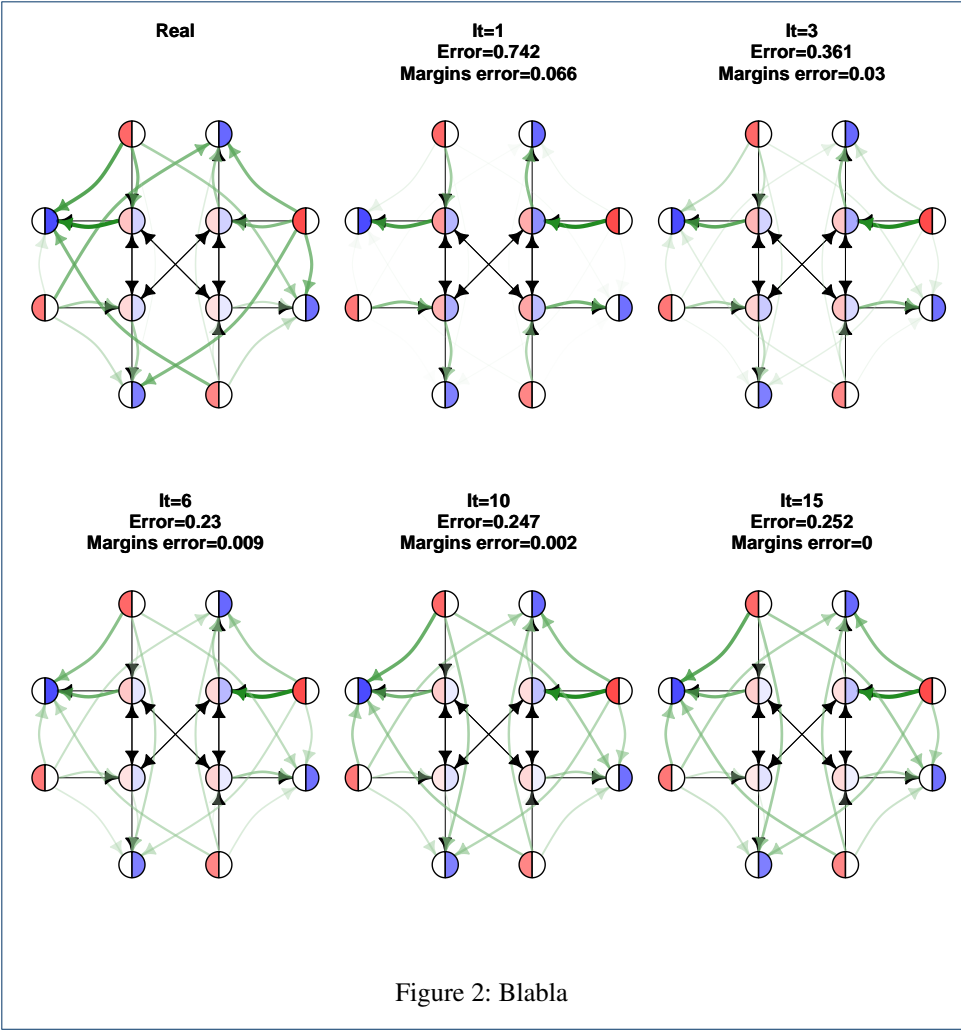 Real
It=1
Error=0.742
Margins error=0.066
It=3
Error=0.361
Margins error=0.03
It=6
Error=0.23
Margins error=0.009
It=10
Error=0.247
Margins error=0.002
It=15
Error=0.252
Margins error=0
Figure 2: Blabla